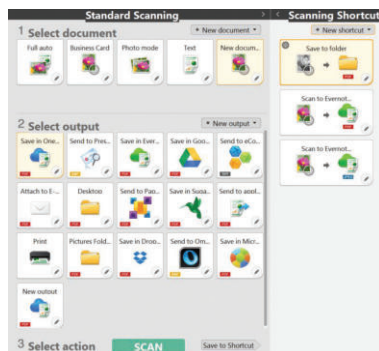 Standard Scanning
1 Select document
New document
Full auto
Business Card
Photo mode
Text
New docum...
2 Select output
New output
Save in One...
Send to Pres...
Save in Ever...
Save in Goo...
Send to eCo...
Attach to E-...
Desktop
Send to Pao...
Save in Suga...
Send to appl...
Print
Pictures Fold...
Save in Drop...
Send to Om...
Save in Micr...
New output
3 Select action
SCAN
Save to Shortcut
Scanning Shortcut
New shortcut
Save to folder
Scan to Evernot...
Scan to Evernot...